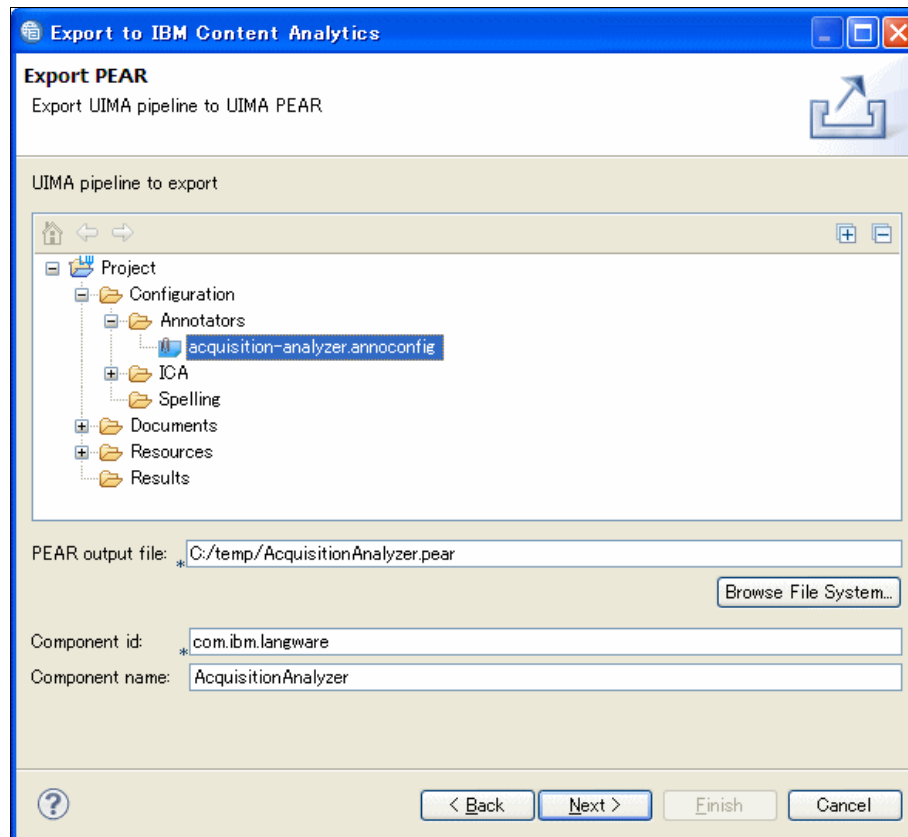 Export to IBM Content Analytics
Export PEAR
Export UIMA pipeline to UIMA PEAR
UIMA pipeline to export
Project
Configuration
Annotators
acquisition-analyzer.annoconfig
ICA
Spelling
Documents
Resources
Results
PEAR output file: * C:/temp/AcquisitionAnalyzer.pear
Browse File System...
Component id: * com.ibm.langware
Component name: AcquisitionAnalyzer
? < Back Next > Finish Cancel